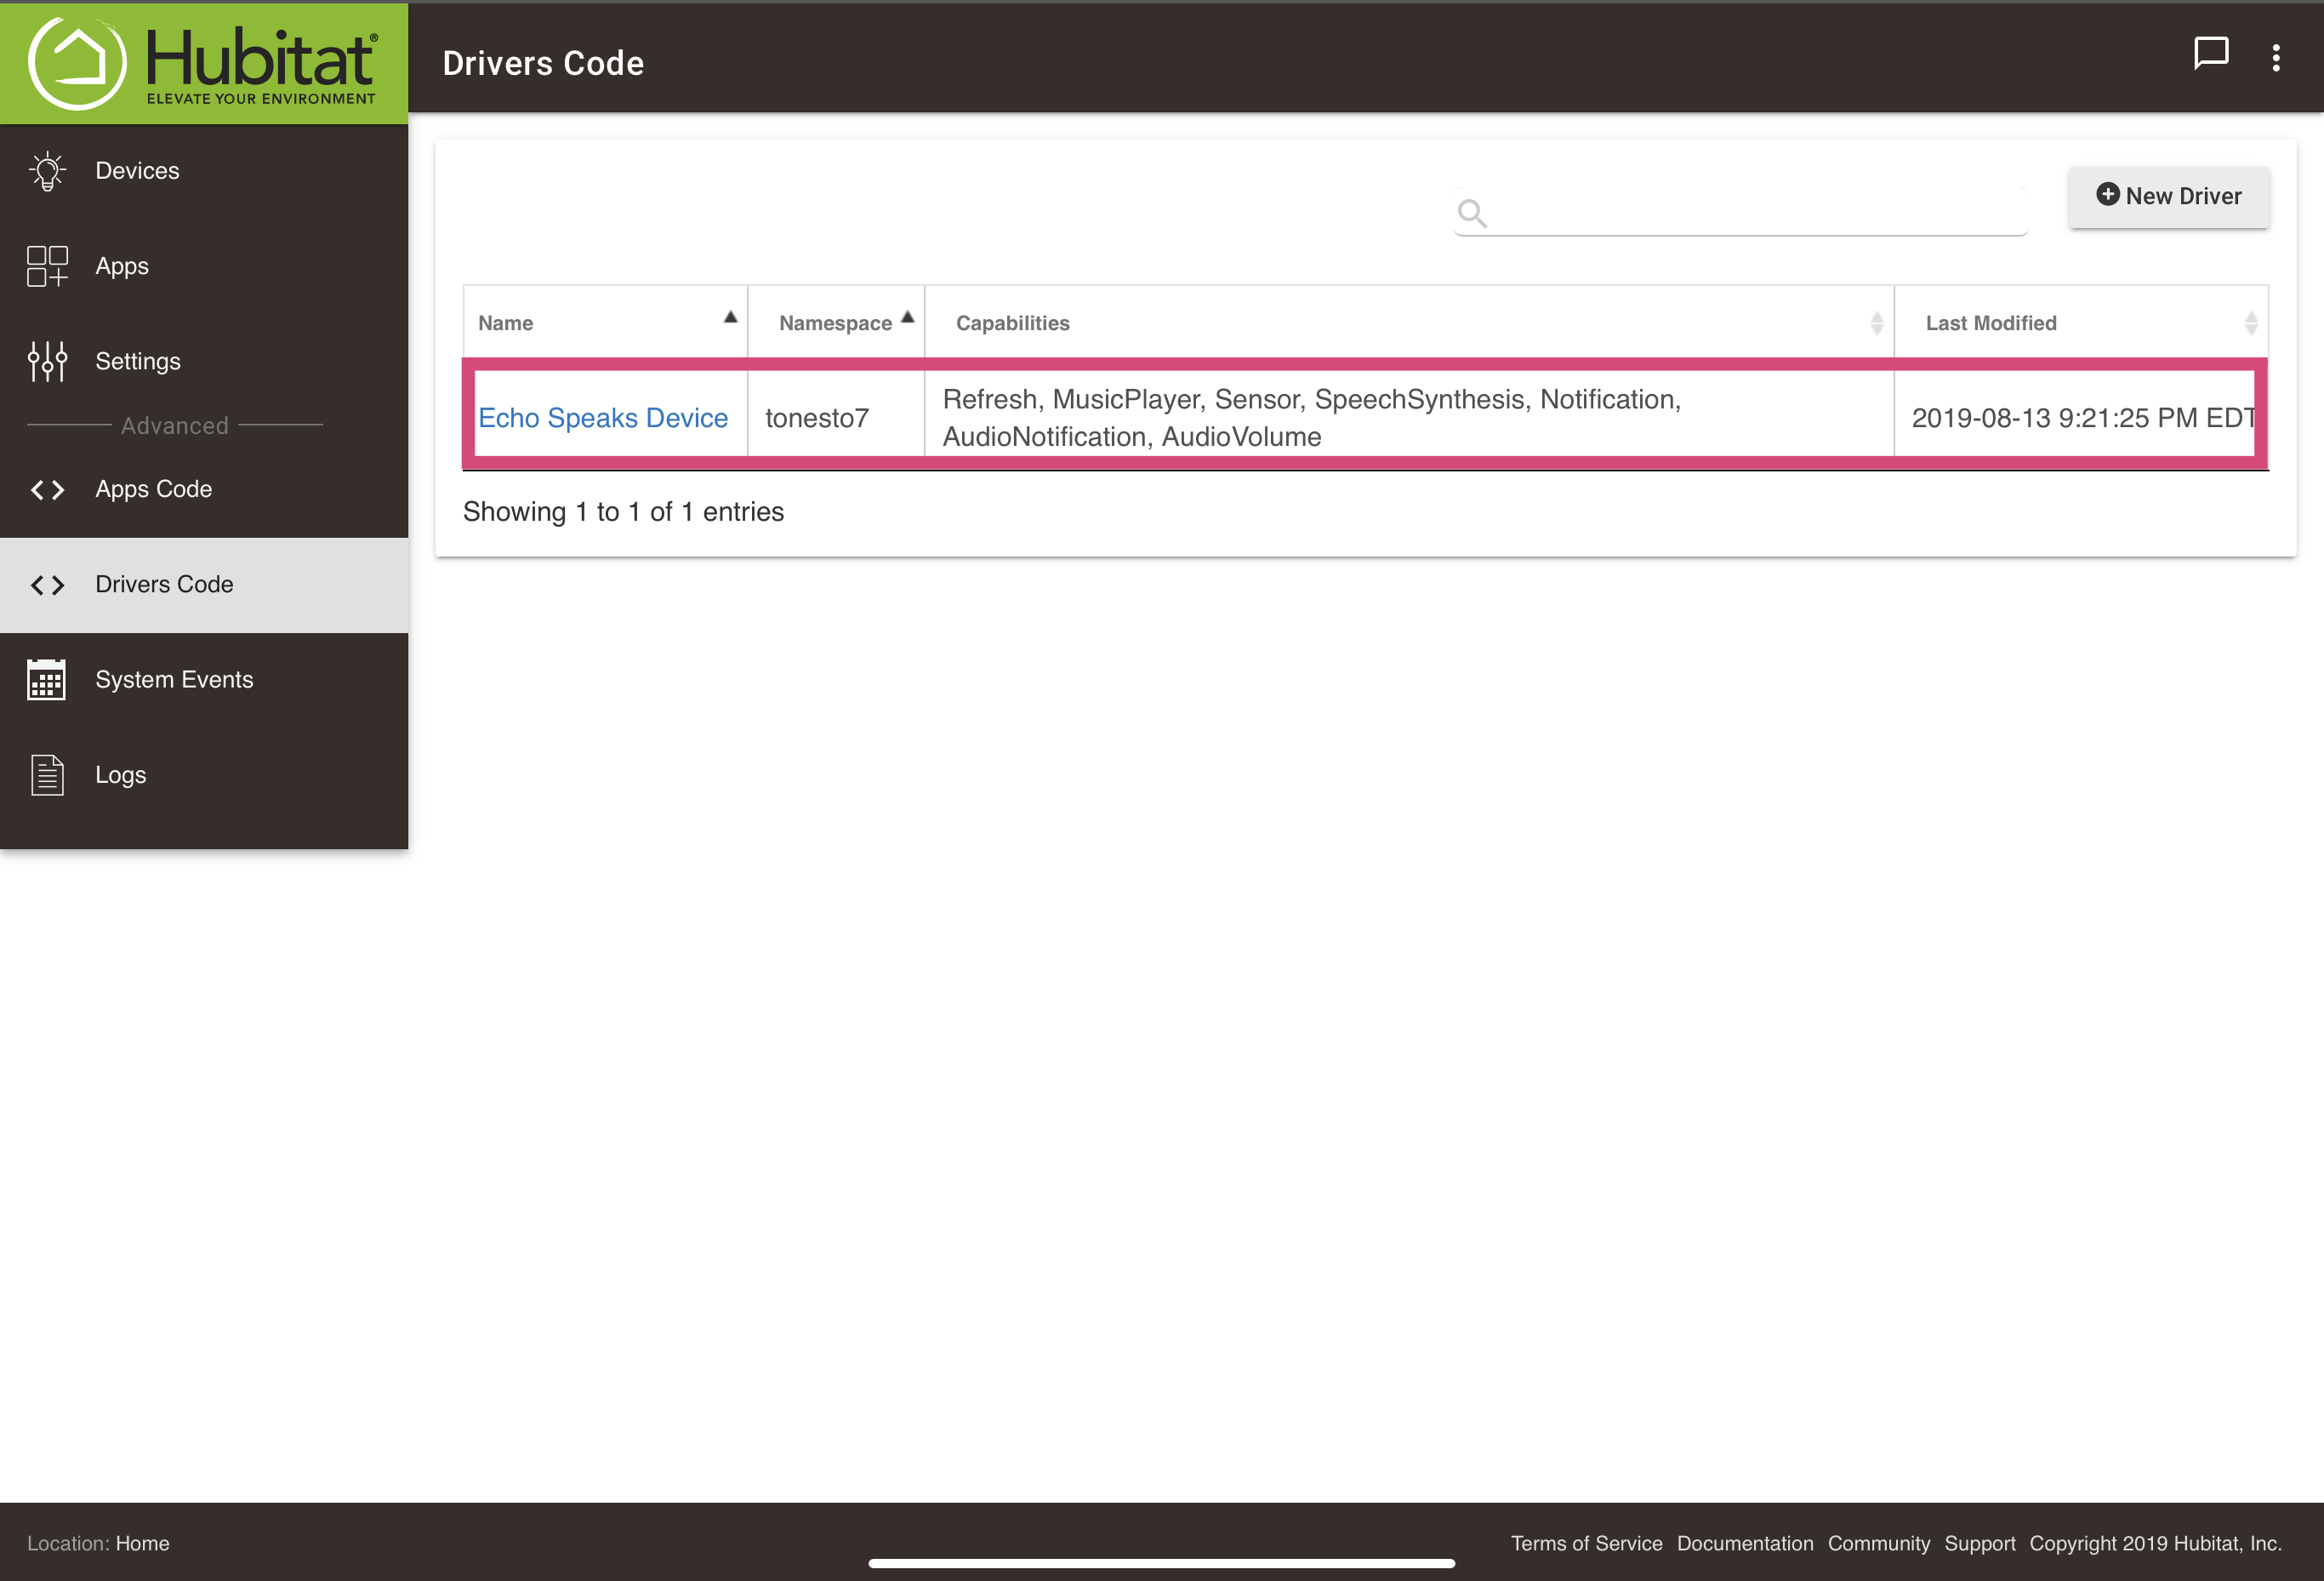 Hubitat®
ELEVATE YOUR ENVIRONMENT
Drivers Code
Devices
Apps
Settings
Advanced
Apps Code
Drivers Code
System Events
Logs
New Driver
Name Namespace Capabilities Last Modified
Echo Speaks Device tonesto7 Refresh, MusicPlayer, Sensor, SpeechSynthesis, Notification, 2019-08-13 9:21:25 PM EDT
AudioNotification, AudioVolume
Showing 1 to 1 of 1 entries
Location: Home
Terms of Service Documentation Community Support Copyright 2019 Hubitat, Inc.